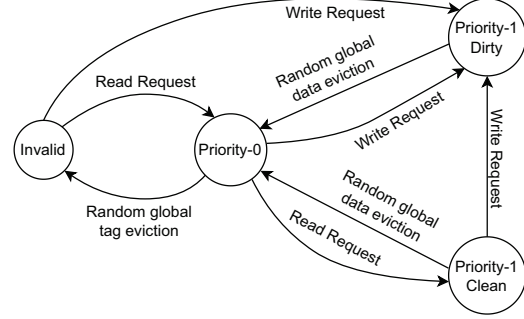 Write Request
Priority-1
Dirty
Random global
data eviction
Read Request
Write Request
Invalid
Priority-0
Write Request
Random global
data eviction
Random global
tag eviction
Read Request
Priority-1
Clean